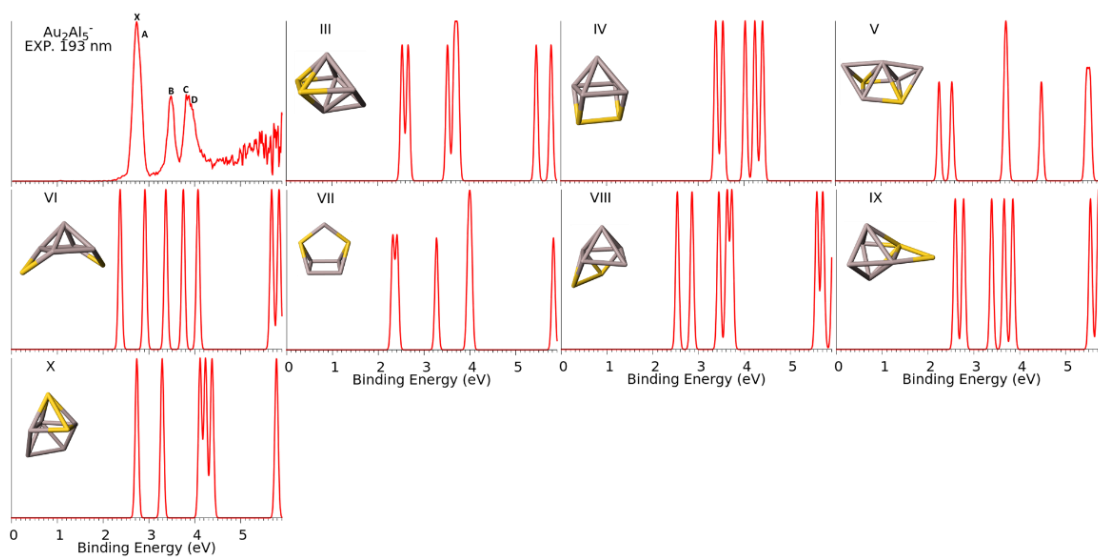 Au₂Al₅⁻
EXP. 193 nm
X
A
B
C
D
III
IV
V
VI
VII
VIII
IX
0 1 2 3 4 5
Binding Energy (eV)
0 1 2 3 4 5
Binding Energy (eV)
0 1 2 3 4 5
Binding Energy (eV)
X
0 1 2 3 4 5
Binding Energy (eV)